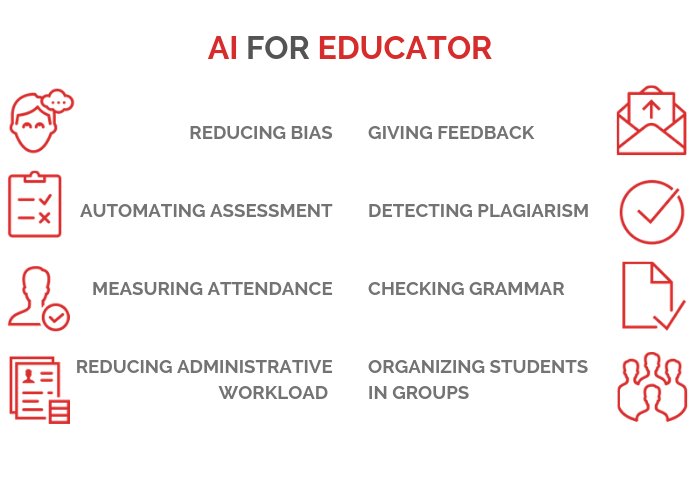 AI FOR EDUCATOR
REDUCING BIAS
GIVING FEEDBACK
AUTOMATING ASSESSMENT
DETECTING PLAGIARISM
MEASURING ATTENDANCE
CHECKING GRAMMAR
REDUCING ADMINISTRATIVE
WORKLOAD
ORGANIZING STUDENTS
IN GROUPS